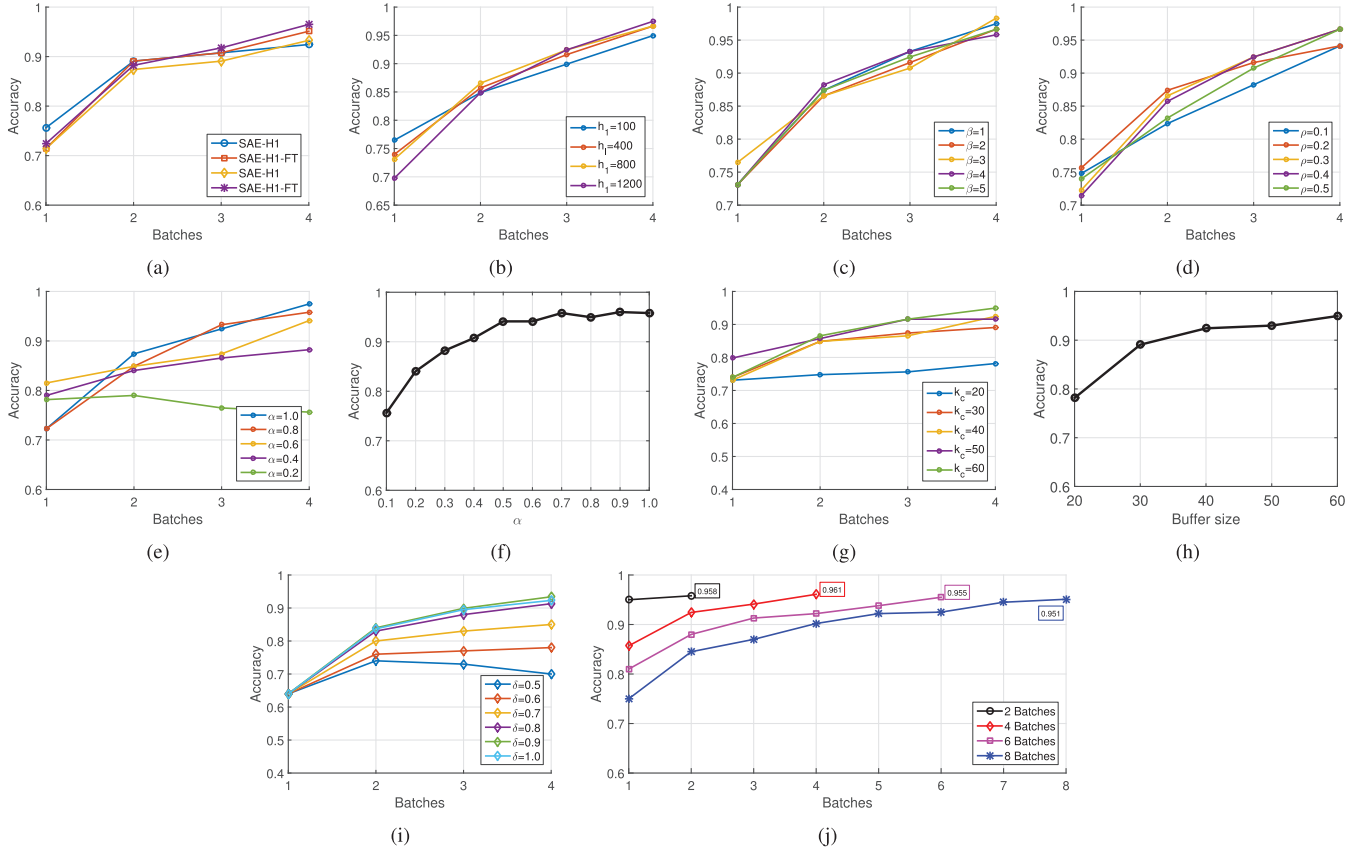 1
0.9
0.8
0.7
0.6
Accuracy
SAE-H1
SAE-H1-FT
SAE-H1
SAE-H1-FT
1 2 3 4
Batches
(a)
1
0.95
0.9
0.85
0.8
0.75
0.7
0.65
Accuracy
h₁=100
hₗ=400
h₁=800
h₁=1200
1 2 3 4
Batches
(b)
1
0.95
0.9
0.85
0.8
0.75
0.7
Accuracy
β=1
β=2
β=3
β=4
β=5
1 2 3 4
Batches
(c)
1
0.95
0.9
0.85
0.8
0.75
0.7
Accuracy
ρ=0.1
ρ=0.2
ρ=0.3
ρ=0.4
ρ=0.5
1 2 3 4
Batches
(d)
1
0.9
0.8
0.7
0.6
Accuracy
α=1.0
α=0.8
α=0.6
α=0.4
α=0.2
1 2 3 4
Batches
(e)
1
0.9
0.8
0.7
0.6
Accuracy
0.1 0.2 0.3 0.4 0.5 0.6 0.7 0.8 0.9 1.0
α
(f)
1
0.9
0.8
0.7
0.6
0.5
0.4
Accuracy
k_c=20
k_c=30
k_c=40
k_c=50
k_c=60
1 2 3 4
Batches
(g)
1
0.9
0.8
0.7
0.6
Accuracy
20 30 40 50 60
Buffer size
(h)
1
0.9
0.8
0.7
0.6
0.5
0.4
Accuracy
δ=0.5
δ=0.6
δ=0.7
δ=0.8
δ=0.9
δ=1.0
1 2 3 4
Batches
(i)
1
0.9
0.8
0.7
0.6
Accuracy
0.958
0.961
0.955
0.951
2 Batches
4 Batches
6 Batches
8 Batches
1 2 3 4 5 6 7 8
Batches
(j)